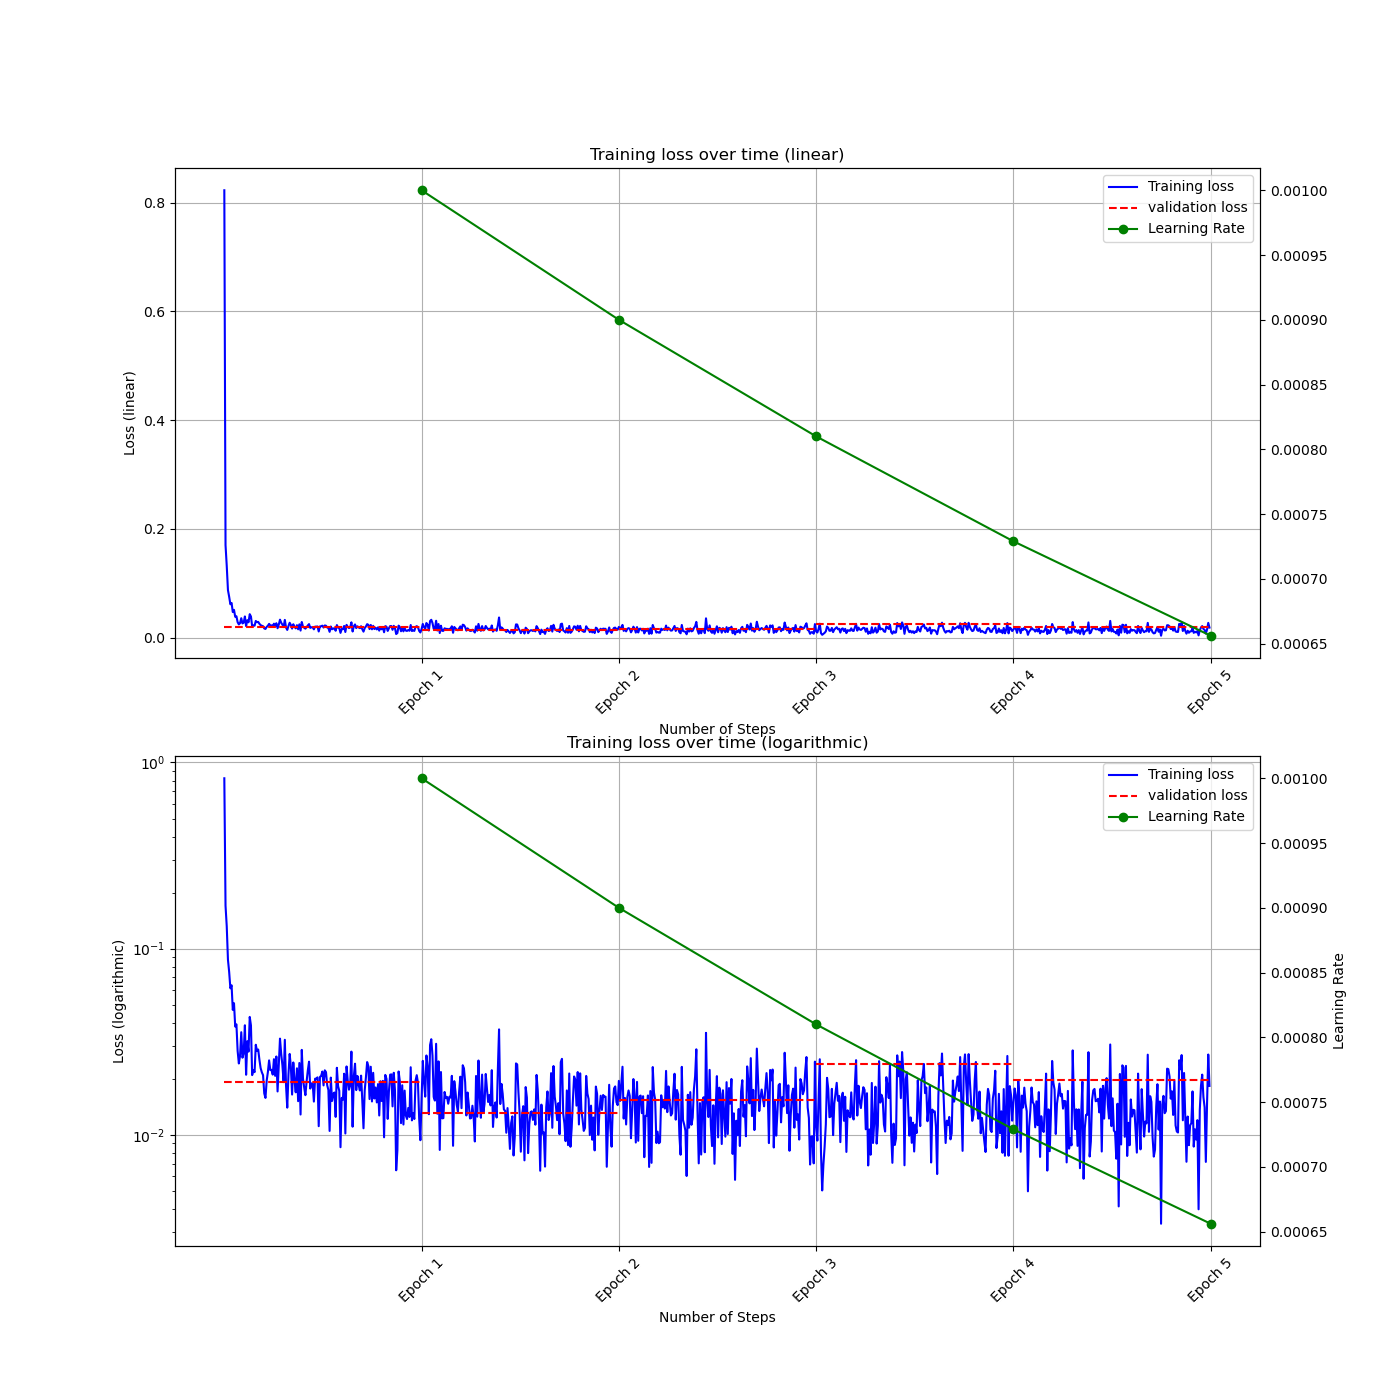 Training loss over time (linear)
Loss (linear)
0.8
0.6
0.4
0.2
0.0
Training loss
validation loss
Learning Rate
0.00100
0.00095
0.00090
0.00085
0.00080
0.00075
0.00070
0.00065
Epoch 1
Epoch 2
Epoch 3
Epoch 4
Epoch 5
Number of Steps
Training loss over time (logarithmic)
Loss (logarithmic)
10⁰
10⁻¹
10⁻²
Training loss
validation loss
Learning Rate
0.00100
0.00095
0.00090
0.00085
0.00080
0.00075
0.00070
0.00065
Learning Rate
Epoch 1
Epoch 2
Epoch 3
Epoch 4
Epoch 5
Number of Steps